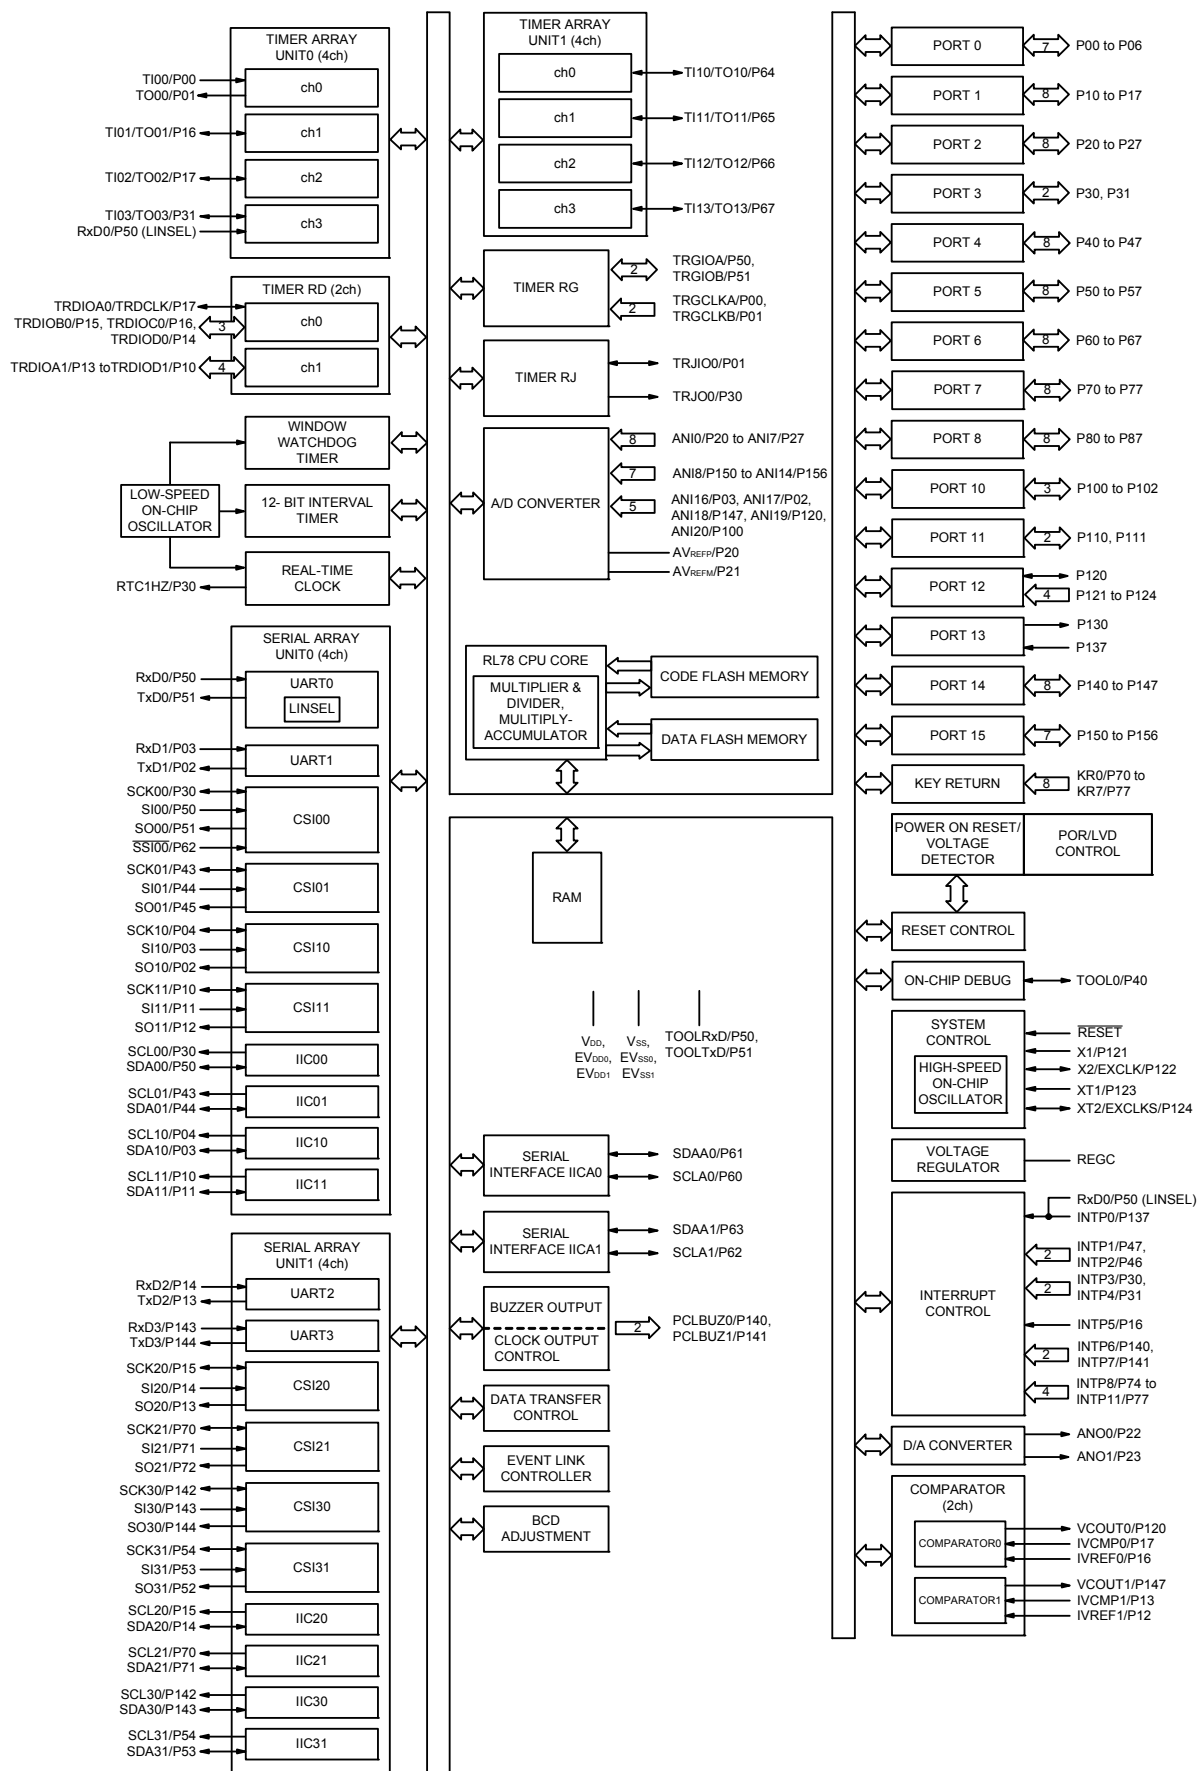 TIMER ARRAY
UNIT0 (4ch)
TI00/P00
TO00/P01
ch0
TI01/TO01/P16
ch1
TI02/TO02/P17
ch2
TI03/TO03/P31
RxD0/P50 (LINSEL)
ch3
TIMER RD (2ch)
TRDIOA0/TRDCLK/P17
TRDIOB0/P15, TRDIOC0/P16,
TRDIOD0/P14
3
ch0
TRDIOA1/P13 toTRDIOD1/P10
4
ch1
WINDOW
WATCHDOG
TIMER
LOW-SPEED
ON-CHIP
OSCILLATOR
12- BIT INTERVAL
TIMER
RTC1HZ/P30
REAL-TIME
CLOCK
SERIAL ARRAY
UNIT0 (4ch)
RxD0/P50
TxD0/P51
UART0
LINSEL
RxD1/P03
TxD1/P02
UART1
SCK00/P30
SI00/P50
SO00/P51
SSI00/P62
CSI00
SCK01/P43
SI01/P44
SO01/P45
CSI01
SCK10/P04
SI10/P03
SO10/P02
CSI10
SCK11/P10
SI11/P11
SO11/P12
CSI11
SCL00/P30
SDA00/P50
IIC00
SCL01/P43
SDA01/P44
IIC01
SCL10/P04
SDA10/P03
IIC10
SCL11/P10
SDA11/P11
IIC11
SERIAL ARRAY
UNIT1 (4ch)
RxD2/P14
TxD2/P13
UART2
RxD3/P143
TxD3/P144
UART3
SCK20/P15
SI20/P14
SO20/P13
CSI20
SCK21/P70
SI21/P71
SO21/P72
CSI21
SCK30/P142
SI30/P143
SO30/P144
CSI30
SCK31/P54
SI31/P53
SO31/P52
CSI31
SCL20/P15
SDA20/P14
IIC20
SCL21/P70
SDA21/P71
IIC21
SCL30/P142
SDA30/P143
IIC30
SCL31/P54
SDA31/P53
IIC31
TIMER ARRAY
UNIT1 (4ch)
ch0
TI10/TO10/P64
ch1
TI11/TO11/P65
ch2
TI12/TO12/P66
ch3
TI13/TO13/P67
TIMER RG
2
TRGIOA/P50,
TRGIOB/P51
2
TRGCLKA/P00,
TRGCLKB/P01
TIMER RJ
TRJIO0/P01
TRJO0/P30
A/D CONVERTER
8
ANI0/P20 to ANI7/P27
7
ANI8/P150 to ANI14/P156
5
ANI16/P03, ANI17/P02,
ANI18/P147, ANI19/P120,
ANI20/P100
AVREFP/P20
AVREFM/P21
RL78 CPU CORE
MULTIPLIER &
DIVIDER,
MULITIPLY-
ACCUMULATOR
CODE FLASH MEMORY
DATA FLASH MEMORY
RAM
VDD,
EVDD0,
EVDD1
VSS,
EVSS0,
EVSS1
TOOLRxD/P50,
TOOLTxD/P51
SERIAL
INTERFACE IICA0
SDAA0/P61
SCLA0/P60
SERIAL
INTERFACE IICA1
SDAA1/P63
SCLA1/P62
BUZZER OUTPUT
CLOCK OUTPUT
CONTROL
2
PCLBUZ0/P140,
PCLBUZ1/P141
DATA TRANSFER
CONTROL
EVENT LINK
CONTROLLER
BCD
ADJUSTMENT
PORT 0
7
P00 to P06
PORT 1
8
P10 to P17
PORT 2
8
P20 to P27
PORT 3
2
P30, P31
PORT 4
8
P40 to P47
PORT 5
8
P50 to P57
PORT 6
8
P60 to P67
PORT 7
8
P70 to P77
PORT 8
8
P80 to P87
PORT 10
3
P100 to P102
PORT 11
2
P110, P111
PORT 12
P120
4
P121 to P124
PORT 13
P130
P137
PORT 14
8
P140 to P147
PORT 15
7
P150 to P156
KEY RETURN
8
KR0/P70 to
KR7/P77
POWER ON RESET/
VOLTAGE
DETECTOR
POR/LVD
CONTROL
RESET CONTROL
ON-CHIP DEBUG
TOOL0/P40
SYSTEM
CONTROL
HIGH-SPEED
ON-CHIP
OSCILLATOR
RESET
X1/P121
X2/EXCLK/P122
XT1/P123
XT2/EXCLKS/P124
VOLTAGE
REGULATOR
REGC
INTERRUPT
CONTROL
RxD0/P50 (LINSEL)
INTP0/P137
2
INTP1/P47,
INTP2/P46
2
INTP3/P30,
INTP4/P31
INTP5/P16
2
INTP6/P140,
INTP7/P141
4
INTP8/P74 to
INTP11/P77
D/A CONVERTER
ANO0/P22
ANO1/P23
COMPARATOR
(2ch)
COMPARATOR0
VCOUT0/P120
IVCMP0/P17
IVREF0/P16
COMPARATOR1
VCOUT1/P147
IVCMP1/P13
IVREF1/P12